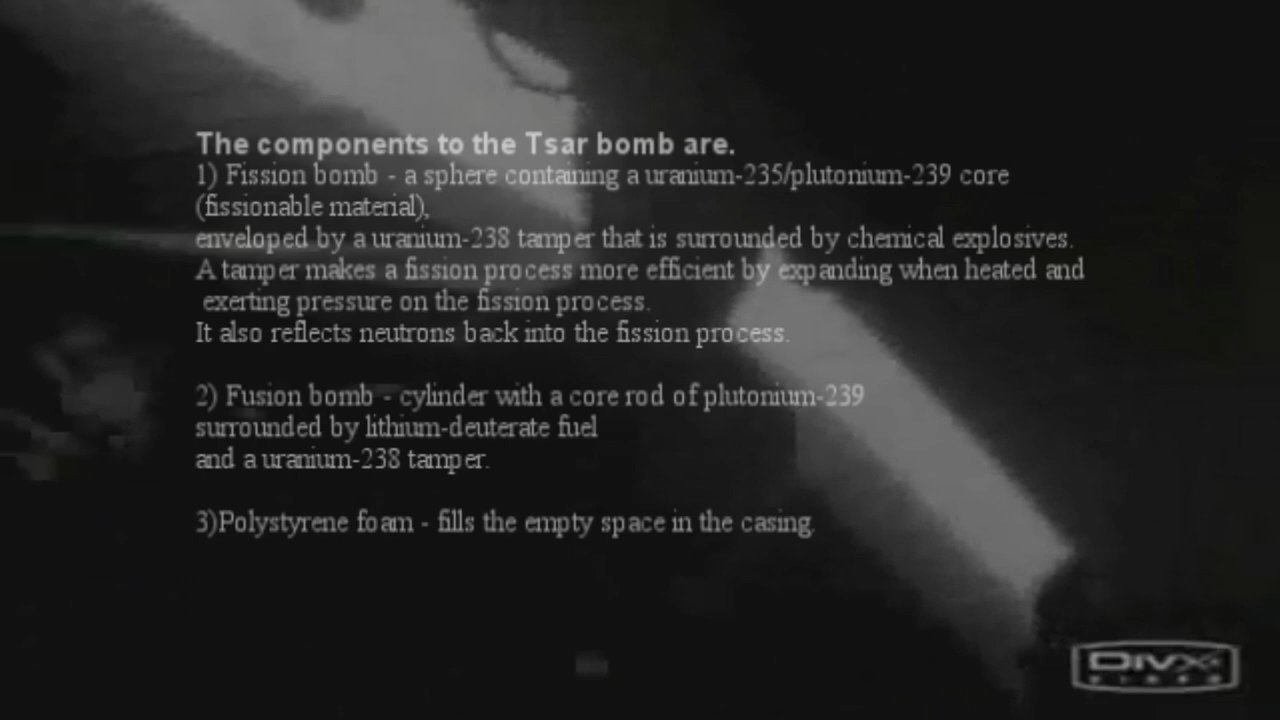 The components to the Tsar bomb are.
1) Fission bomb - a sphere containing a uranium-235/plutonium-239 core
(fissionable material),
enveloped by a uranium-238 tamper that is surrounded by chemical explosives.
A tamper makes a fission process more efficient by expanding when heated and
exerting pressure on the fission process.
It also reflects neutrons back into the fission process.
2) Fusion bomb - cylinder with a core rod of plutonium-239
surrounded by lithium-deuterate fuel
and a uranium-238 tamper.
3)Polystyrene foam - fills the empty space in the casing.
DIVX
VIDEO